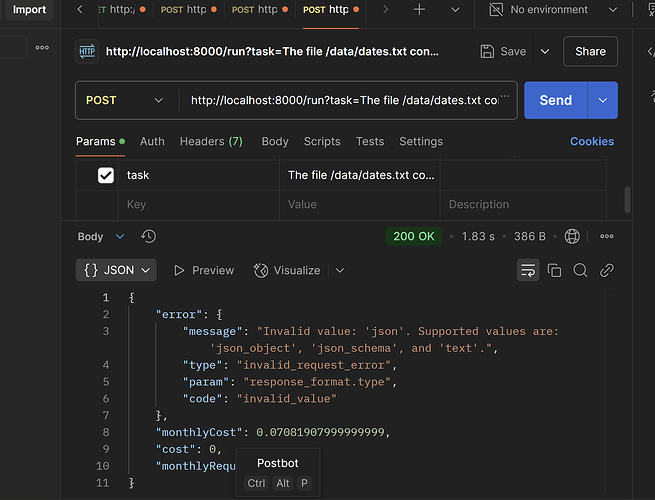 Import
ET http:/
POST http
POST http
POST http
No environment
HTTP
http://localhost:8000/run?task=The file /data/dates.txt con...
Save
Share
POST
http://localhost:8000/run?task=The file /data/dates.txt co
Send
Params
Auth
Headers (7)
Body
Scripts
Tests
Settings
Cookies
task
The file /data/dates.txt co...
Key
Value
Description
Body
200 OK
1.83 s
386 B
{} JSON
Preview
Visualize
1 {
2 "error": {
3 "message": "Invalid value: 'json'. Supported values are:
'json_object', 'json_schema', and 'text'.",
4 "type": "invalid_request_error",
5 "param": "response_format.type",
6 "code": "invalid_value"
7 },
8 "monthlyCost": 0.07081907999999999,
9 "cost": 0,
10 "monthlyRequ
11 }
Postbot
Ctrl Alt P